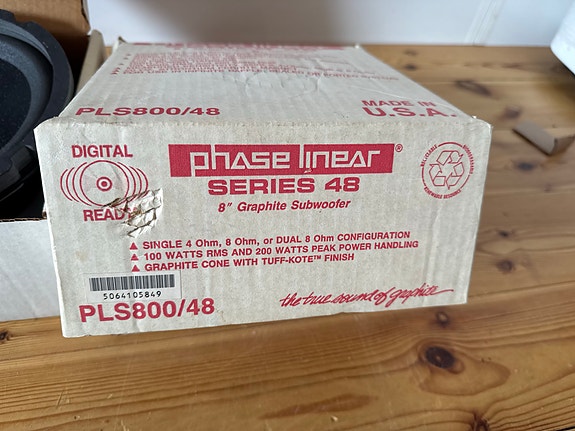 PLS800/48
MADE IN
U.S.A.
DIGITAL
READY
phase linear®
SERIES 48
8" Graphite Subwoofer
▲ SINGLE 4 Ohm, 8 Ohm, or DUAL 8 Ohm CONFIGURATION
▲ 100 WATTS RMS AND 200 WATTS PEAK POWER HANDLING
▲ GRAPHITE CONE WITH TUFF-KOTE™ FINISH
5064105849
PLS800/48
the true sound of graphite